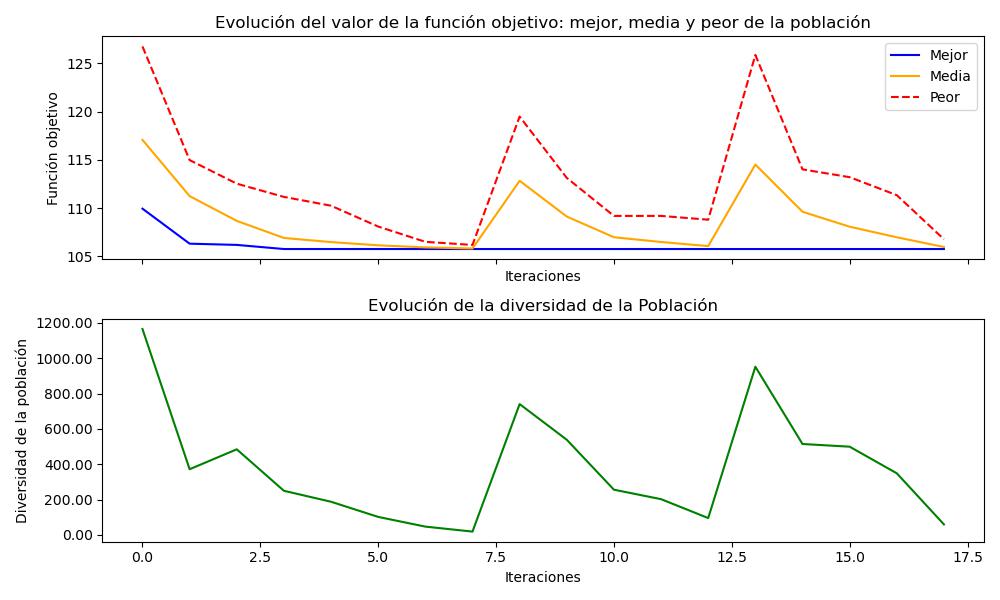 Evolución del valor de la función objetivo: mejor, media y peor de la población
Función objetivo
125
120
115
110
105
Mejor
Media
Peor
Iteraciones
Evolución de la diversidad de la Población
Diversidad de la población
1200.00
1000.00
800.00
600.00
400.00
200.00
0.00
0.0 2.5 5.0 7.5 10.0 12.5 15.0 17.5
Iteraciones